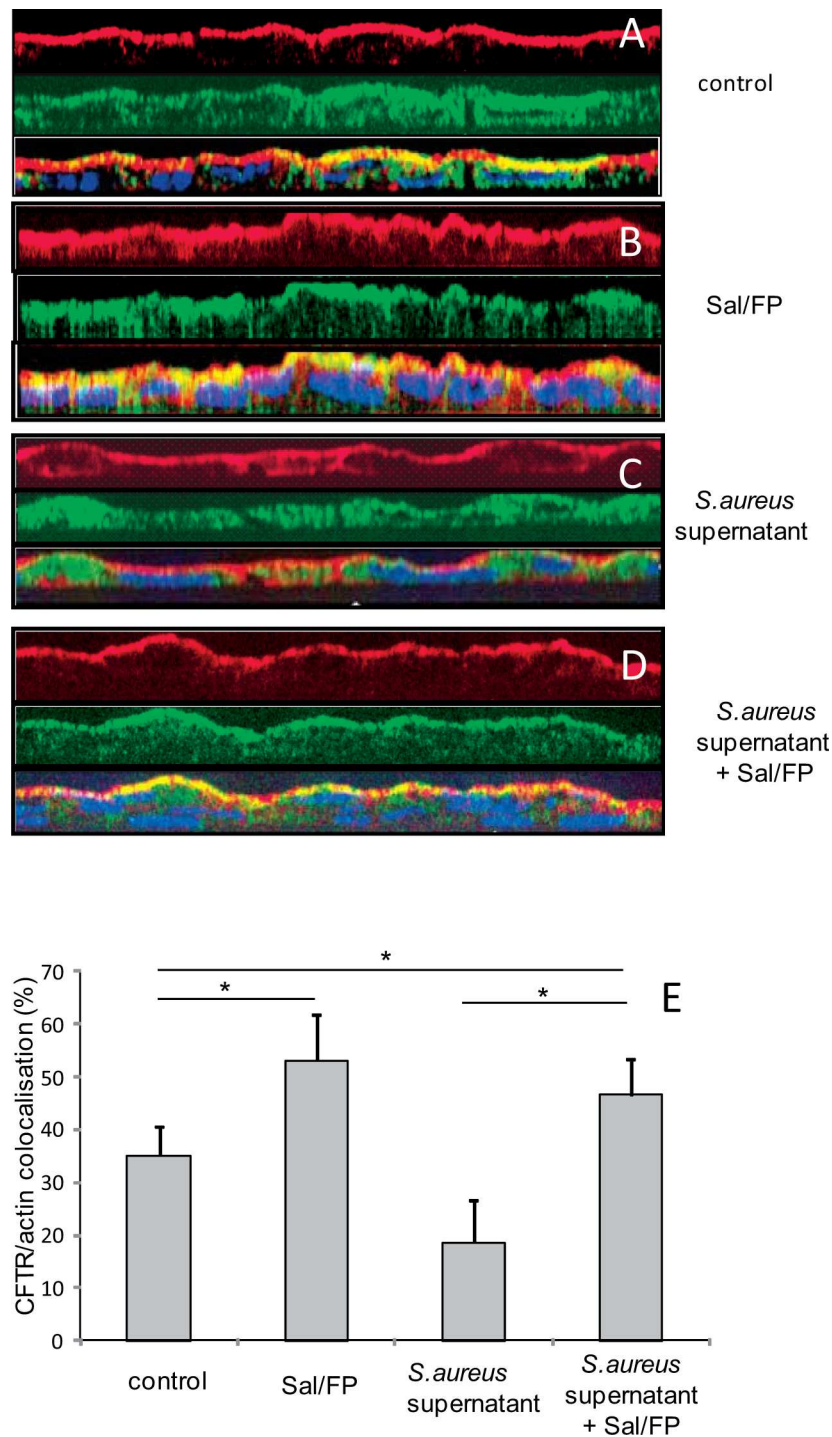 A
control
B
Sal/FP
C
S.aureus
supernatant
D
S.aureus
supernatant
+ Sal/FP
E
*
*
*
CFTR/actin colocalisation (%)
70
60
50
40
30
20
10
0
control
Sal/FP
S.aureus
supernatant
S.aureus
supernatant
+ Sal/FP